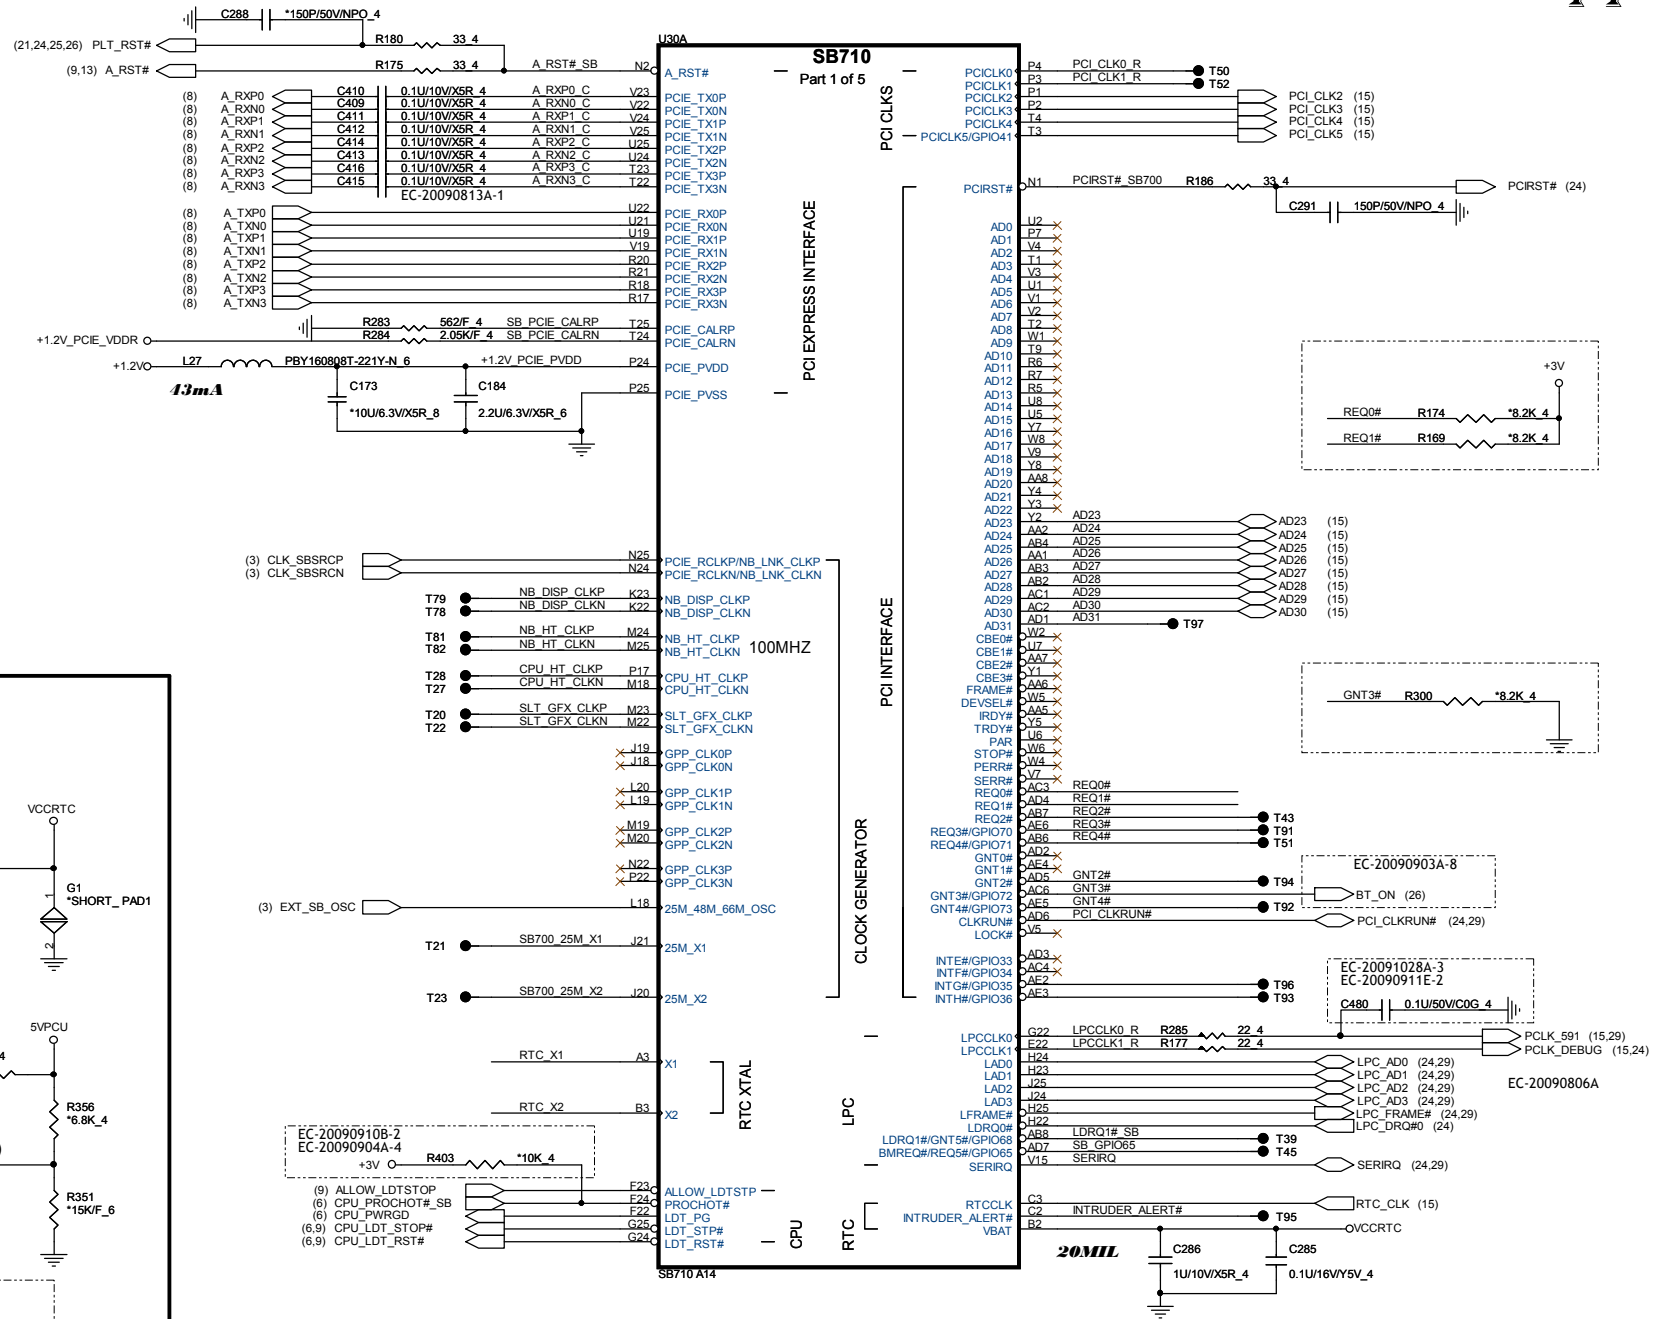 C288 *150P/50V/NPO_4
(21,24,25,26) PLT_RST# R180 33_4
(9,13) A_RST# R175 33_4 A_RST#_SB N2 A_RST#
U30A
SB710
Part 1 of 5
(8) A_RXP0 C410 0.1U/10V/X5R_4 A_RXP0_C V23 PCIE_TX0P
(8) A_RXN0 C409 0.1U/10V/X5R_4 A_RXN0_C V22 PCIE_TX0N
(8) A_RXP1 C411 0.1U/10V/X5R_4 A_RXP1_C V24 PCIE_TX1P
(8) A_RXN1 C412 0.1U/10V/X5R_4 A_RXN1_C V25 PCIE_TX1N
(8) A_RXP2 C414 0.1U/10V/X5R_4 A_RXP2_C U25 PCIE_TX2P
(8) A_RXN2 C413 0.1U/10V/X5R_4 A_RXN2_C U24 PCIE_TX2N
(8) A_RXP3 C416 0.1U/10V/X5R_4 A_RXP3_C T23 PCIE_TX3P
(8) A_RXN3 C415 0.1U/10V/X5R_4 A_RXN3_C T22 PCIE_TX3N
EC-20090813A-1
(8) A_TXP0 U22 PCIE_RX0P
(8) A_TXN0 U21 PCIE_RX0N
(8) A_TXP1 U19 PCIE_RX1P
(8) A_TXN1 V19 PCIE_RX1N
(8) A_TXP2 R20 PCIE_RX2P
(8) A_TXN2 R21 PCIE_RX2N
(8) A_TXP3 R18 PCIE_RX3P
(8) A_TXN3 R17 PCIE_RX3N
R283 562/F_4 SB_PCIE_CALRP T25 PCIE_CALRP
+1.2V_PCIE_VDDR R284 2.05K/F_4 SB_PCIE_CALRN T24 PCIE_CALRN
+1.2V L27 PBY160808T-221Y-N_6 +1.2V_PCIE_PVDD P24 PCIE_PVDD
43mA
C173 *10U/6.3V/X5R_8
C184 2.2U/6.3V/X5R_6
P25 PCIE_PVSS
PCI EXPRESS INTERFACE
(3) CLK_SBSRCP N25 PCIE_RCLKP/NB_LNK_CLKP
(3) CLK_SBSRCN N24 PCIE_RCLKN/NB_LNK_CLKN
T79 NB_DISP_CLKP K23 NB_DISP_CLKP
T78 NB_DISP_CLKN K22 NB_DISP_CLKN
T81 NB_HT_CLKP M24 NB_HT_CLKP
T82 NB_HT_CLKN M25 NB_HT_CLKN
100MHZ
T28 CPU_HT_CLKP P17 CPU_HT_CLKP
T27 CPU_HT_CLKN M18 CPU_HT_CLKN
T20 SLT_GFX_CLKP M23 SLT_GFX_CLKP
T22 SLT_GFX_CLKN M22 SLT_GFX_CLKN
J19 GPP_CLK0P
J18 GPP_CLK0N
L20 GPP_CLK1P
L19 GPP_CLK1N
M19 GPP_CLK2P
M20 GPP_CLK2N
N22 GPP_CLK3P
P22 GPP_CLK3N
(3) EXT_SB_OSC L18 25M_48M_66M_OSC
T21 SB700_25M_X1 J21 25M_X1
T23 SB700_25M_X2 J20 25M_X2
CLOCK GENERATOR
RTC_X1 A3 X1
RTC_X2 B3 X2
RTC XTAL
EC-20090910B-2
EC-20090904A-4
+3V R403 *10K_4
(9) ALLOW_LDTSTOP F23 ALLOW_LDTSTP
(6) CPU_PROCHOT#_SB F24 PROCHOT#
(6) CPU_PWRGD F22 LDT_PG
(6,9) CPU_LDT_STOP# G25 LDT_STP#
(6,9) CPU_LDT_RST# G24 LDT_RST#
CPU
SB710 A14
VCCRTC
1
G1
*SHORT_ PAD1
2
5VPCU
4
R356
*6.8K_4
R351
*15K/F_6
PCI CLKS
PCICLK0 P4 PCI_CLK0_R T50
PCICLK1 P3 PCI_CLK1_R T52
PCICLK2 P1 PCI_CLK2 (15)
PCICLK3 P2 PCI_CLK3 (15)
PCICLK4 T4 PCI_CLK4 (15)
PCICLK5/GPIO41 T3 PCI_CLK5 (15)
PCIRST# N1 PCIRST#_SB700 R186 33_4 PCIRST# (24)
C291 150P/50V/NPO_4
PCI INTERFACE
AD0 U2
AD1 P7
AD2 V4
AD3 T1
AD4 V3
AD5 U1
AD6 V1
AD7 V2
AD8 T2
AD9 W1
AD10 T9
AD11 R6
AD12 R7
AD13 R5
AD14 U8
AD15 U5
AD16 Y7
AD17 W8
AD18 V9
AD19 Y8
AD20 AA8
AD21 Y4
AD22 Y3
AD23 Y2 AD23 AD23 (15)
AD24 AA2 AD24 AD24 (15)
AD25 AB4 AD25 AD25 (15)
AD26 AA1 AD26 AD26 (15)
AD27 AB3 AD27 AD27 (15)
AD28 AB2 AD28 AD28 (15)
AD29 AC1 AD29 AD29 (15)
AD30 AC2 AD30 AD30 (15)
AD31 AD1 AD31 T97
CBE0# W2
CBE1# U7
CBE2# AA7
CBE3# Y1
FRAME# AA6
DEVSEL# W5
IRDY# AA5
TRDY# Y5
PAR U6
STOP# W6
PERR# W4
SERR# V7
REQ0# AC3 REQ0#
REQ1# AD4 REQ1#
REQ2# AB7 REQ2# T43
REQ3#/GPIO70 AE6 REQ3# T91
REQ4#/GPIO71 AB6 REQ4# T51
GNT0# AD2
GNT1# AE4
GNT2# AD5 GNT2# T94
GNT3#/GPIO72 AC6 GNT3# BT_ON (26)
GNT4#/GPIO73 AE5 GNT4# T92
CLKRUN# AD6 PCI_CLKRUN# PCI_CLKRUN# (24,29)
LOCK# V5
EC-20090903A-8
INTE#/GPIO33 AD3
INTF#/GPIO34 AC4
INTG#/GPIO35 AE2 T96
INTH#/GPIO36 AE3 T93
+3V
REQ0# R174 *8.2K_4
REQ1# R169 *8.2K_4
GNT3# R300 *8.2K_4
EC-20091028A-3
EC-20090911E-2
C480 0.1U/50V/C0G_4
LPC
LPCCLK0 G22 LPCCLK0_R R285 22_4 PCLK_591 (15,29)
LPCCLK1 E22 LPCCLK1_R R177 22_4 PCLK_DEBUG (15,24)
LAD0 H24 LPC_AD0 (24,29)
LAD1 H23 LPC_AD1 (24,29)
LAD2 J25 LPC_AD2 (24,29)
LAD3 J24 LPC_AD3 (24,29)
LFRAME# H25 LPC_FRAME# (24,29)
LDRQ0# H22 LPC_DRQ#0 (24)
EC-20090806A
LDRQ1#/GNT5#/GPIO68 AB8 LDRQ1#_SB T39
BMREQ#/REQ5#/GPIO65 AD7 SB_GPIO65 T45
SERIRQ V15 SERIRQ SERIRQ (24,29)
RTC
RTCCLK C3 RTC_CLK (15)
INTRUDER_ALERT# C2 INTRUDER_ALERT# T95
VBAT B2 VCCRTC
20MIL
C286 1U/10V/X5R_4
C285 0.1U/16V/Y5V_4